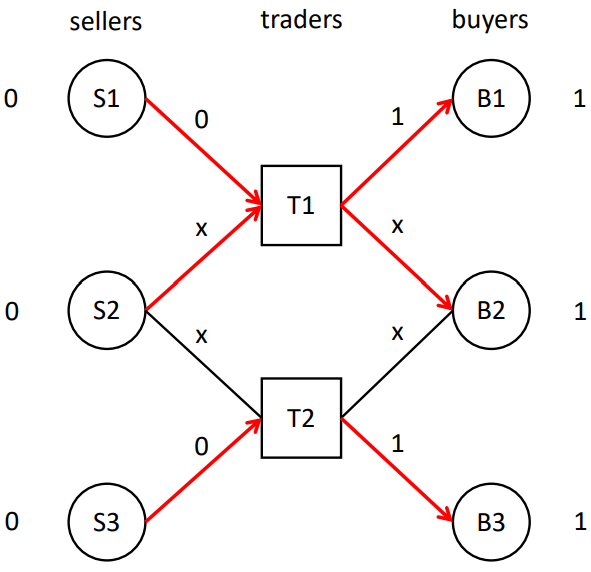 sellers traders buyers
0 S1 0 1 B1 1
T1
x x
0 S2 B2 1
x x
T2
0 1
0 S3 B3 1